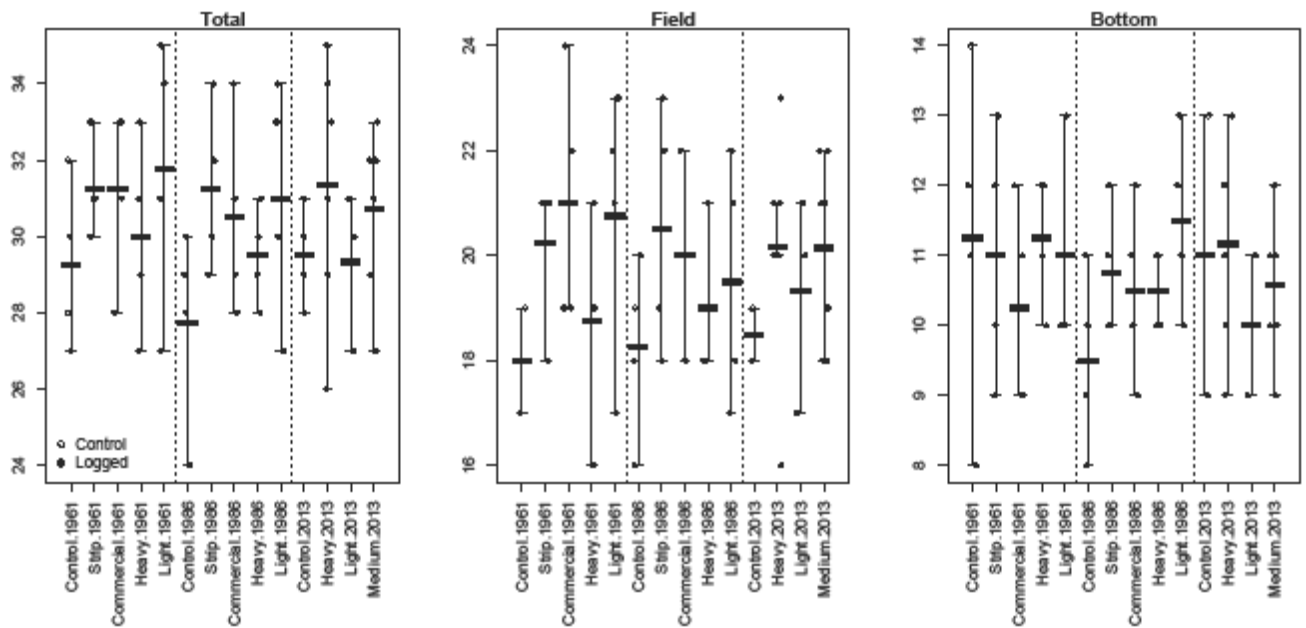 Total
34
32
30
28
26
24
Control
Logged
Control.1961
Strip.1961
Commercial.1961
Heavy.1961
Light.1961
Control.1986
Strip.1986
Commercial.1986
Heavy.1986
Light.1986
Control.2013
Heavy.2013
Light.2013
Medium.2013
Field
24
22
20
18
16
Control.1961
Strip.1961
Commercial.1961
Heavy.1961
Light.1961
Control.1986
Strip.1986
Commercial.1986
Heavy.1986
Light.1986
Control.2013
Heavy.2013
Light.2013
Medium.2013
Bottom
14
13
12
11
10
9
8
Control.1961
Strip.1961
Commercial.1961
Heavy.1961
Light.1961
Control.1986
Strip.1986
Commercial.1986
Heavy.1986
Light.1986
Control.2013
Heavy.2013
Light.2013
Medium.2013